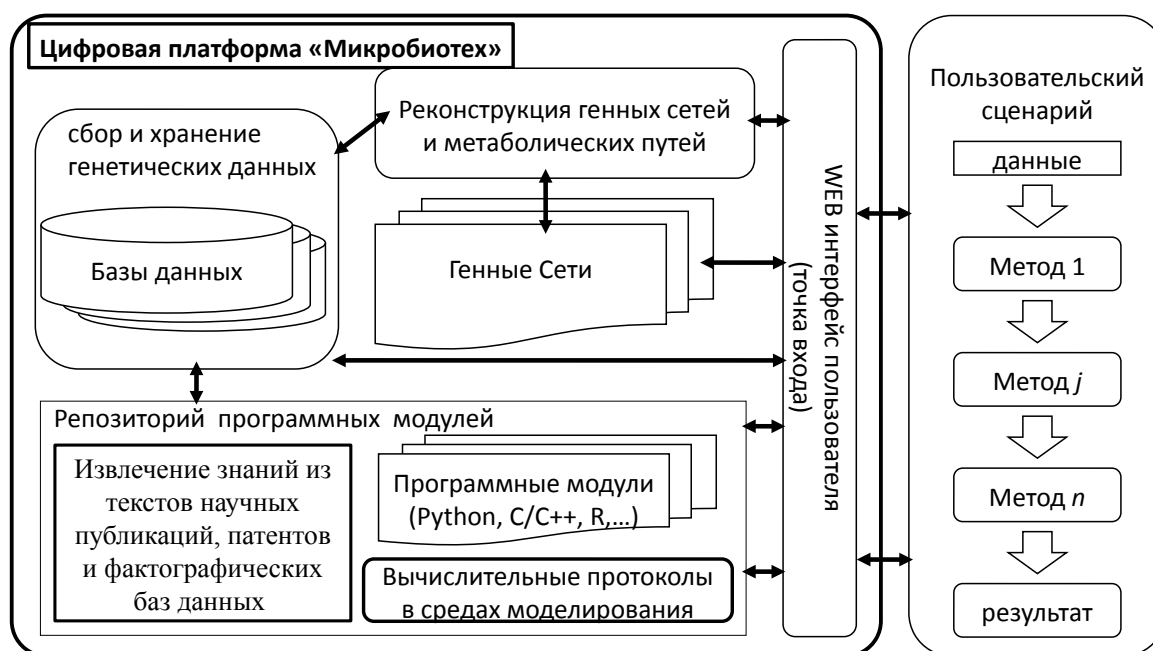 Цифровая платформа «Микробиотех»
сбор и хранение
генетических данных
Базы данных
Реконструкция генных сетей
и метаболических путей
Генные Сети
Репозиторий программных модулей
Извлечение знаний из
текстов научных
публикаций, патентов
и фактографических
баз данных
Программные модули
(Python, C/C++, R,...)
Вычислительные протоколы
в средах моделирования
WEB интерфейс пользователя
(точка входа)
Пользовательский
сценарий
данные
Метод 1
Метод j
Метод n
результат